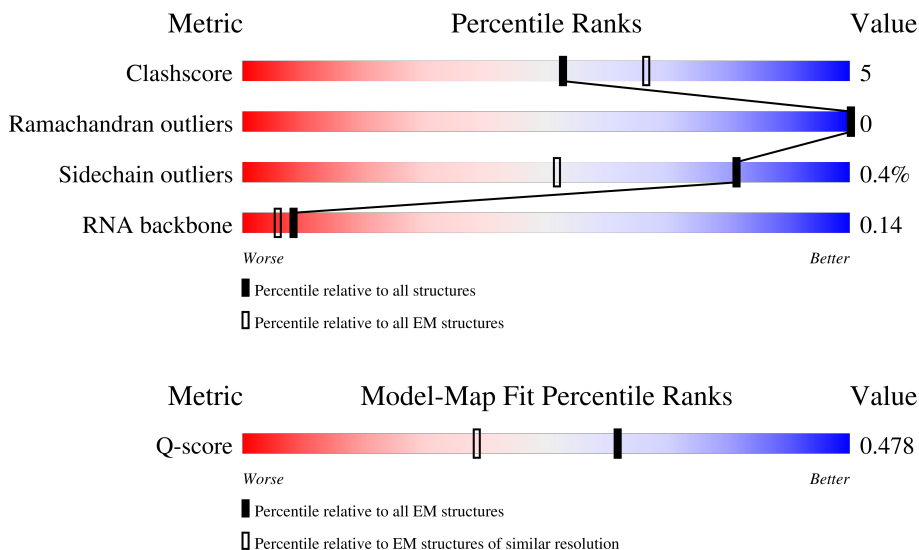 Metric Percentile Ranks Value
Clashscore 5
Ramachandran outliers 0
Sidechain outliers 0.4%
RNA backbone 0.14
Worse Better
Percentile relative to all structures
Percentile relative to all EM structures
Metric Model-Map Fit Percentile Ranks Value
Q-score 0.478
Worse Better
Percentile relative to all EM structures
Percentile relative to EM structures of similar resolution